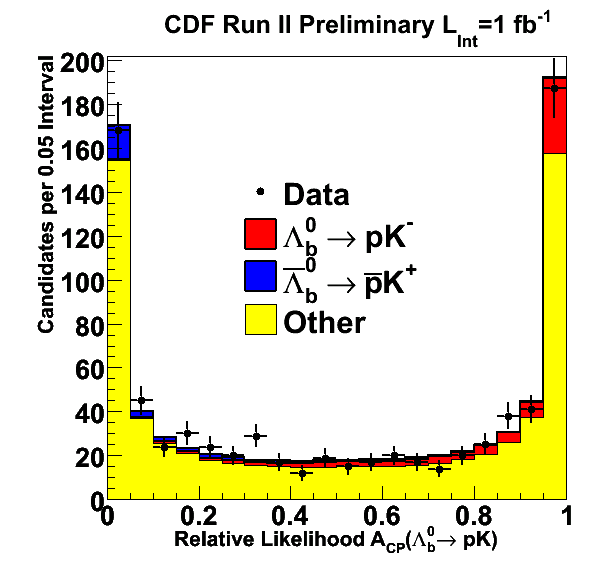 CDF Run II Preliminary L_Int=1 fb⁻¹
Candidates per 0.05 Interval
200
180
160
140
120
100
80
60
40
20
0
Data
Λ_b^0 → pK⁻
Λ̅_b^0 → p̅K⁺
Other
0 0.2 0.4 0.6 0.8 1
Relative Likelihood A_CP(Λ_b^0→ pK)